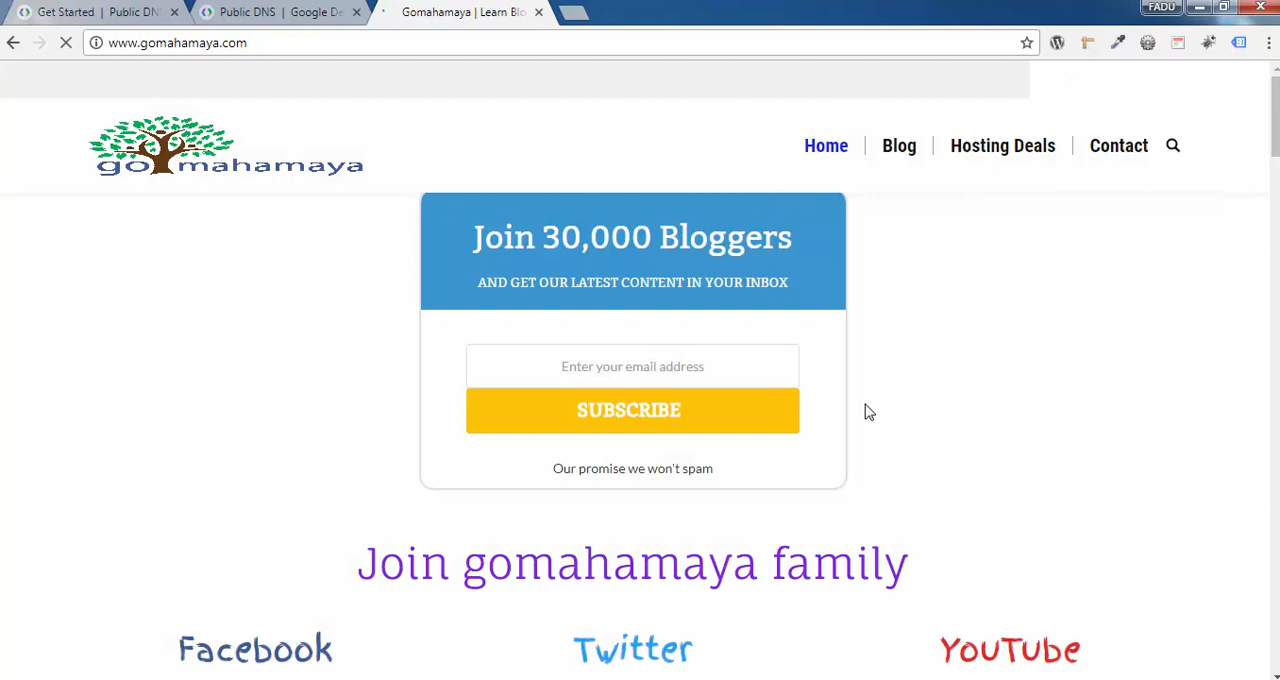 Get Started | Public DN
Public DNS | Google De
Gomahamaya | Learn Blo
FADU
www.gomahamaya.com
go mahamaya
Home
Blog
Hosting Deals
Contact
Join 30,000 Bloggers
AND GET OUR LATEST CONTENT IN YOUR INBOX
Enter your email address
SUBSCRIBE
Our promise we won't spam
Join gomahamaya family
Facebook
Twitter
YouTube